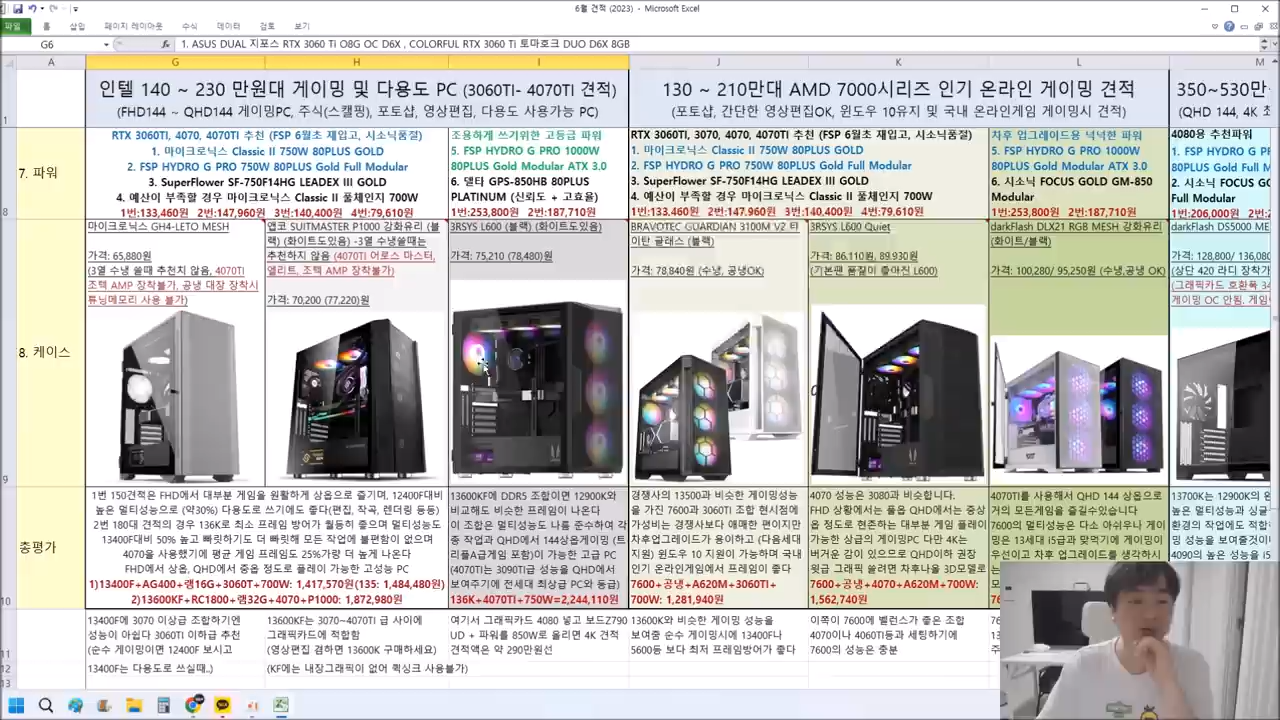 6월 견적 (2023) - Microsoft Excel
파일 홈 삽입 페이지 레이아웃 수식 데이터 검토 보기
G6 fx 1. ASUS DUAL 지포스 RTX 3060 Ti O8G OC D6X , COLORFUL RTX 3060 Ti 토마호크 DUO D6X 8GB
A G H I J K L M
1
인텔 140 ~ 230 만원대 게이밍 및 다용도 PC (3060TI- 4070TI 견적)
(FHD144 ~ QHD144 게이밍PC, 주식(스캘핑), 포토샵, 영상편집, 다용도 사용가능 PC)
130 ~ 210만대 AMD 7000시리즈 인기 온라인 게이밍 견적
(포토샵, 간단한 영상편집OK, 윈도우 10유지 및 국내 온라인게임 게이밍시 견적)
350~530만
(QHD 144, 4K 최
8
7. 파워
RTX 3060TI, 4070, 4070TI 추천 (FSP 6월초 재입고, 시소닉품절)
1. 마이크로닉스 Classic II 750W 80PLUS GOLD
2. FSP HYDRO G PRO 750W 80PLUS Gold Full Modular
3. SuperFlower SF-750F14HG LEADEX III GOLD
4. 예산이 부족할 경우 마이크로닉스 Classic II 풀체인지 700W
1번:133,460원 2번:147,960원 3번:140,400원 4번:79,610원
조용하게 쓰기위한 고등급 파워
5. FSP HYDRO G PRO 1000W
80PLUS Gold Modular ATX 3.0
6. 델타 GPS-850HB 80PLUS
PLATINUM (신뢰도 + 고효율)
1번:253,800원 2번:187,710원
RTX 3060TI, 3070, 4070, 4070TI 추천 (FSP 6월초 재입고, 시소닉품절)
1. 마이크로닉스 Classic II 750W 80PLUS GOLD
2. FSP HYDRO G PRO 750W 80PLUS Gold Full Modular
3. SuperFlower SF-750F14HG LEADEX III GOLD
4. 예산이 부족할 경우 마이크로닉스 Classic II 풀체인지 700W
1번:133,460원 2번:147.960원 3번:140,400원 4번:79,610원
차후 업그레이드용 넉넉한 파워
5. FSP HYDRO G PRO 1000W
80PLUS Gold Modular ATX 3.0
6. 시소닉 FOCUS GOLD GM-850
Modular
1번:253,800원 2번:187,710원
4080용 추천파워
1. FSP HYDRO G
80PLUS Gold Fu
2. 시소닉 FOCUS
FOCUS GOLD GX
Full Modular
1번:206,000원 2번
9
8. 케이스
마이크로닉스 GH4-LETO MESH
가격: 65,880원
(3열 수냉 쓸때 추천지 않음, 4070TI
조텍 AMP 장착불가, 공냉 대장 장착시
튜닝메모리 사용 불가)
앱코 SUITMASTER P1000 강화유리 (블
랙) (화이트도있음) -3열 수냉쓸때는
추천하지 않음 (4070TI 어로스 마스터,
엘리트, 조텍 AMP 장착불가)
가격: 70,200 (77,220)원
3RSYS L600 (블랙) (화이트도있음)
가격: 75,210 (78,480)원
BRAVOTEC GUARDIAN 3100M V2 티
이탄 글래스 (블랙)
가격: 78,840원 (수냉, 공냉OK)
3RSYS L600 Quiet
가격: 86.110원, 89.930원
(기본팬 품질이 좋아진 L600)
darkFlash DLX21 RGB MESH 강화유리
(화이트/블랙)
가격: 100,280/ 95,250원 (수냉,공냉 OK)
darkFlash DS5000 ME
가격: 128,800/ 136,08
(상단 420 라디 장착가
(그래픽카드 호환폭 34
게이밍 OC 안됨, 게임
10
총평가
1번 150견적은 FHD에서 대부분 게임을 원활하게 상옵으로 즐기며, 12400F대비
높은 멀티성능으로 (약30%) 다용도로 쓰기에도 좋다(편집, 작곡, 렌더링 등등)
2번 180대 견적의 경우 136K로 최소 프레임 방어가 월등히 좋으며 멀티성능도
13400F대비 50% 높고 빠릿하기도 더 빠릿해 모든 작업에 불편함이 없으며
4070을 사용했기에 평균 게임 프레임도 25%가량 더 높게 나온다
FHD에서 상옵, QHD에서 중옵 정도로 플레이 가능한 고성능 PC
1)13400F+AG400+램16G+3060T+700W: 1,417,570원(135: 1,484,480원)
2)13600KF+RC1800+램32G+4070+P1000: 1,872,980원
13600KF에 DDR5 조합이면 12900K와
비교해도 비슷한 프레임이 나온다
이 조합은 멀티성능도 나름 준수하여 각
종 작업과 QHD에서 144상옵게이밍 (트
리플A급게임 포함)이 가능한 고급 PC
(4070TI는 3090TI급 성능을 QHD에서
보여주기에 전세대 최상급 PC와 동급)
136K+4070TI+750W=2,244,110원
경쟁사의 13500과 비슷한 게이밍성능
을 가진 7600과 3060TI 조합 현시점에
가성비는 경쟁사보다 애매한 편이지만
차후업그레이드가 용이하고 (다음세대
지원) 윈도우 10 지원이 가능하며 국내
인기 온라인게임에서 프레임이 좋다
7600+공냉+A620M+3060TI+
700W: 1,281,940원
4070 성능은 3080과 비슷합니다.
FHD 상황에서는 풀옵 QHD에서는 중상
옵 정도로 현존하는 대부분 게임 플레이
가능한 성능의 게이밍PC 다만 4K는
버거운 감이 있으므로 QHD이하 권장
윗급 그래픽 쓸려면 차후나올 3D모델로
7600+공냉+4070+A620M+700W:
1,562,740원
4070TI를 사용해서 QHD 144 상옵으로
거의 모든게임을 즐길수있습니다
7600의 멀티성능은 다소 아쉬우나 게이
밍은 13세대 i5급과 맞먹기에 게이밍이
우선이고 차후 업그레이드를 생각하시
13700K는 12900K의 완
게이밍과 멀티성능과 싱글
환경의 작업에도 적합하
밍 성능을 보여줄것이
4090의 높은 성능에 i5
11
13400F에 3070 이상급 조합하기엔
성능이 아쉽다 3060TI 이하급 추천
(순수 게이밍이면 12400F 보시고
13600KF는 3070~4070TI 급 사이에
그래픽카드에 적합함
(영상편집 겸하면 13600K 구매하세요)
여기서 그래픽카드 4080 넣고 보드Z790
UD + 파워를 850W로 올리면 4K 견적
견적액은 약 290만원선
13600K와 비슷한 게이밍 성능을
보여줌 순수 게이밍시에 13400F나
5600등 보다 최저 프레임방어가 좋다
이쪽이 7600에 밸런스가 좋은 조합
4070이나 4060TI등과 세팅하기에
7600의 성능은 충분
12
13400F는 다용도로 쓰실때..)
(KF에는 내장그래픽이 없어 퀵싱크 사용불가)
13